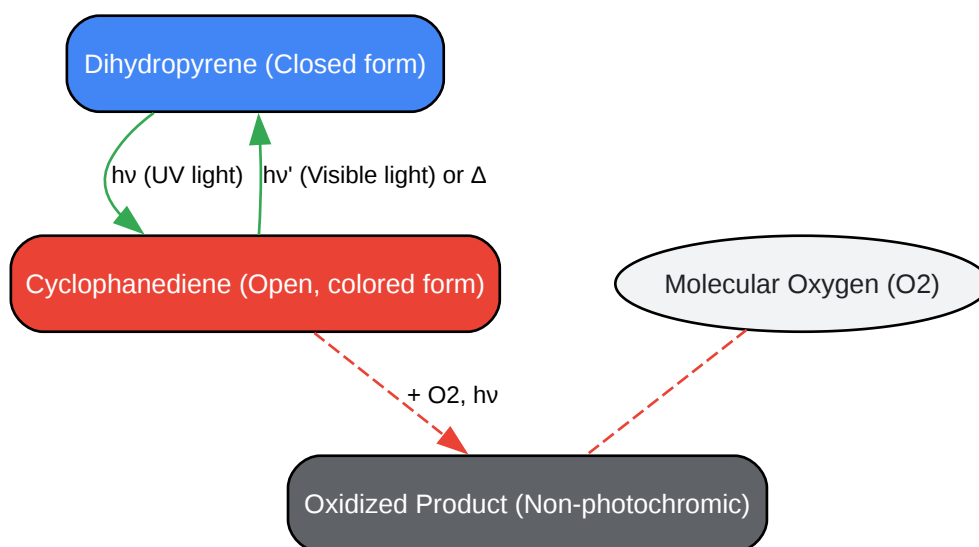 Dihydropyrene (Closed form)
hν (UV light) hν' (Visible light) or Δ
Cyclophanediene (Open, colored form)
Molecular Oxygen (O2)
+ O2, hν
Oxidized Product (Non-photochromic)